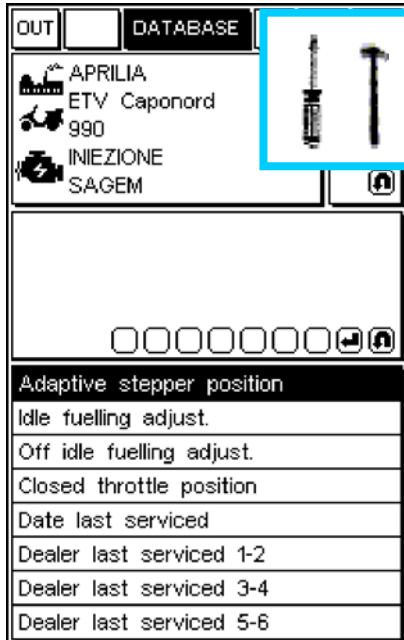 OUT DATABASE
APRILIA
ETV Caponord
990
INIEZIONE
SAGEM
Adaptive stepper position
Idle fuelling adjust.
Off idle fuelling adjust.
Closed throttle position
Date last serviced
Dealer last serviced 1-2
Dealer last serviced 3-4
Dealer last serviced 5-6